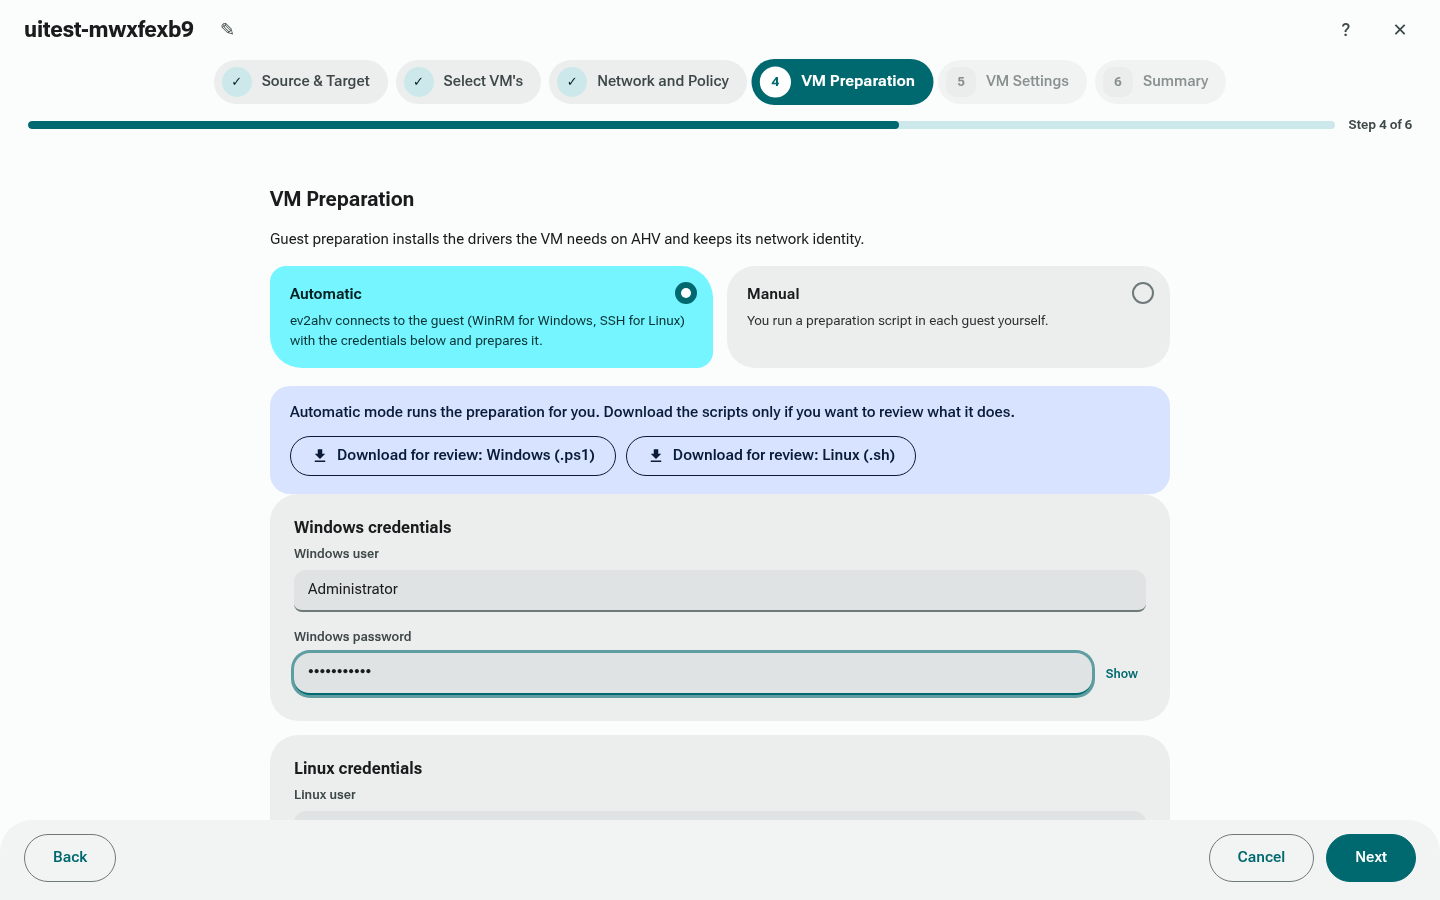 uitest-mwxfexb9 ✎ ? ✕
✓ Source & Target ✓ Select VM's ✓ Network and Policy 4 VM Preparation 5 VM Settings 6 Summary
Step 4 of 6
VM Preparation
Guest preparation installs the drivers the VM needs on AHV and keeps its network identity.
Automatic
ev2ahv connects to the guest (WinRM for Windows, SSH for Linux)
with the credentials below and prepares it.
Manual
You run a preparation script in each guest yourself.
Automatic mode runs the preparation for you. Download the scripts only if you want to review what it does.
Download for review: Windows (.ps1) Download for review: Linux (.sh)
Windows credentials
Windows user
Administrator
Windows password
••••••••••• Show
Linux credentials
Linux user
Back Cancel Next